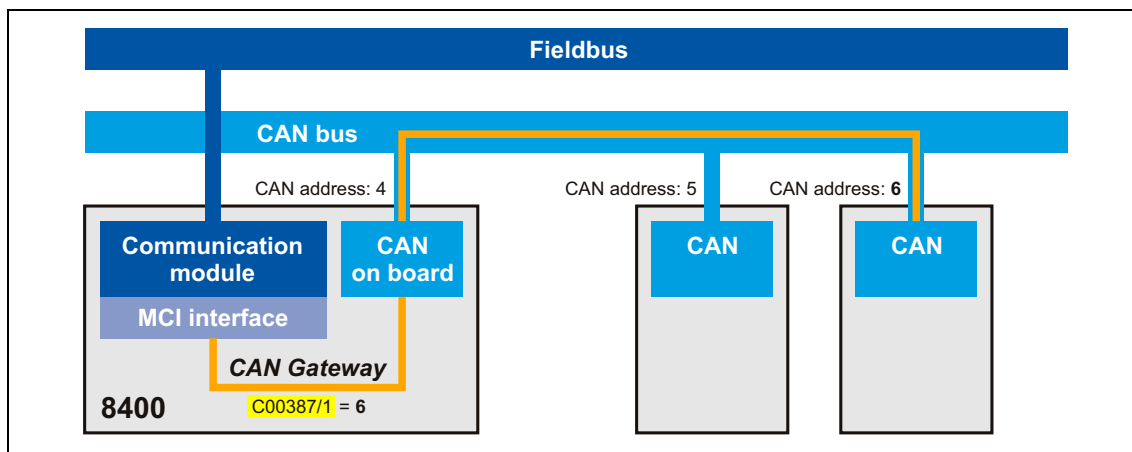 Fieldbus
CAN bus
CAN address: 4
CAN address: 5
CAN address: 6
Communication
module
MCI interface
CAN
on board
CAN
CAN
CAN Gateway
8400
C00387/1 = 6